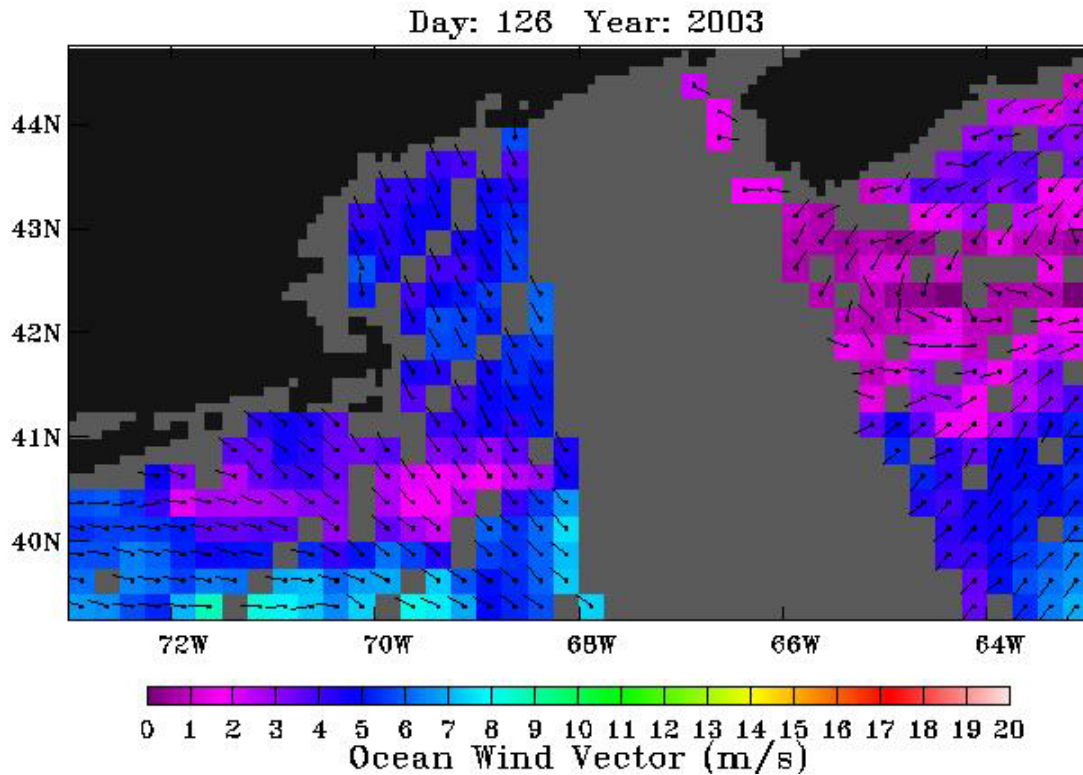 Day: 126 Year: 2003
44N
43N
42N
41N
40N
72W 70W 68W 66W 64W
0 1 2 3 4 5 6 7 8 9 10 11 12 13 14 15 16 17 18 19 20
Ocean Wind Vector (m/s)